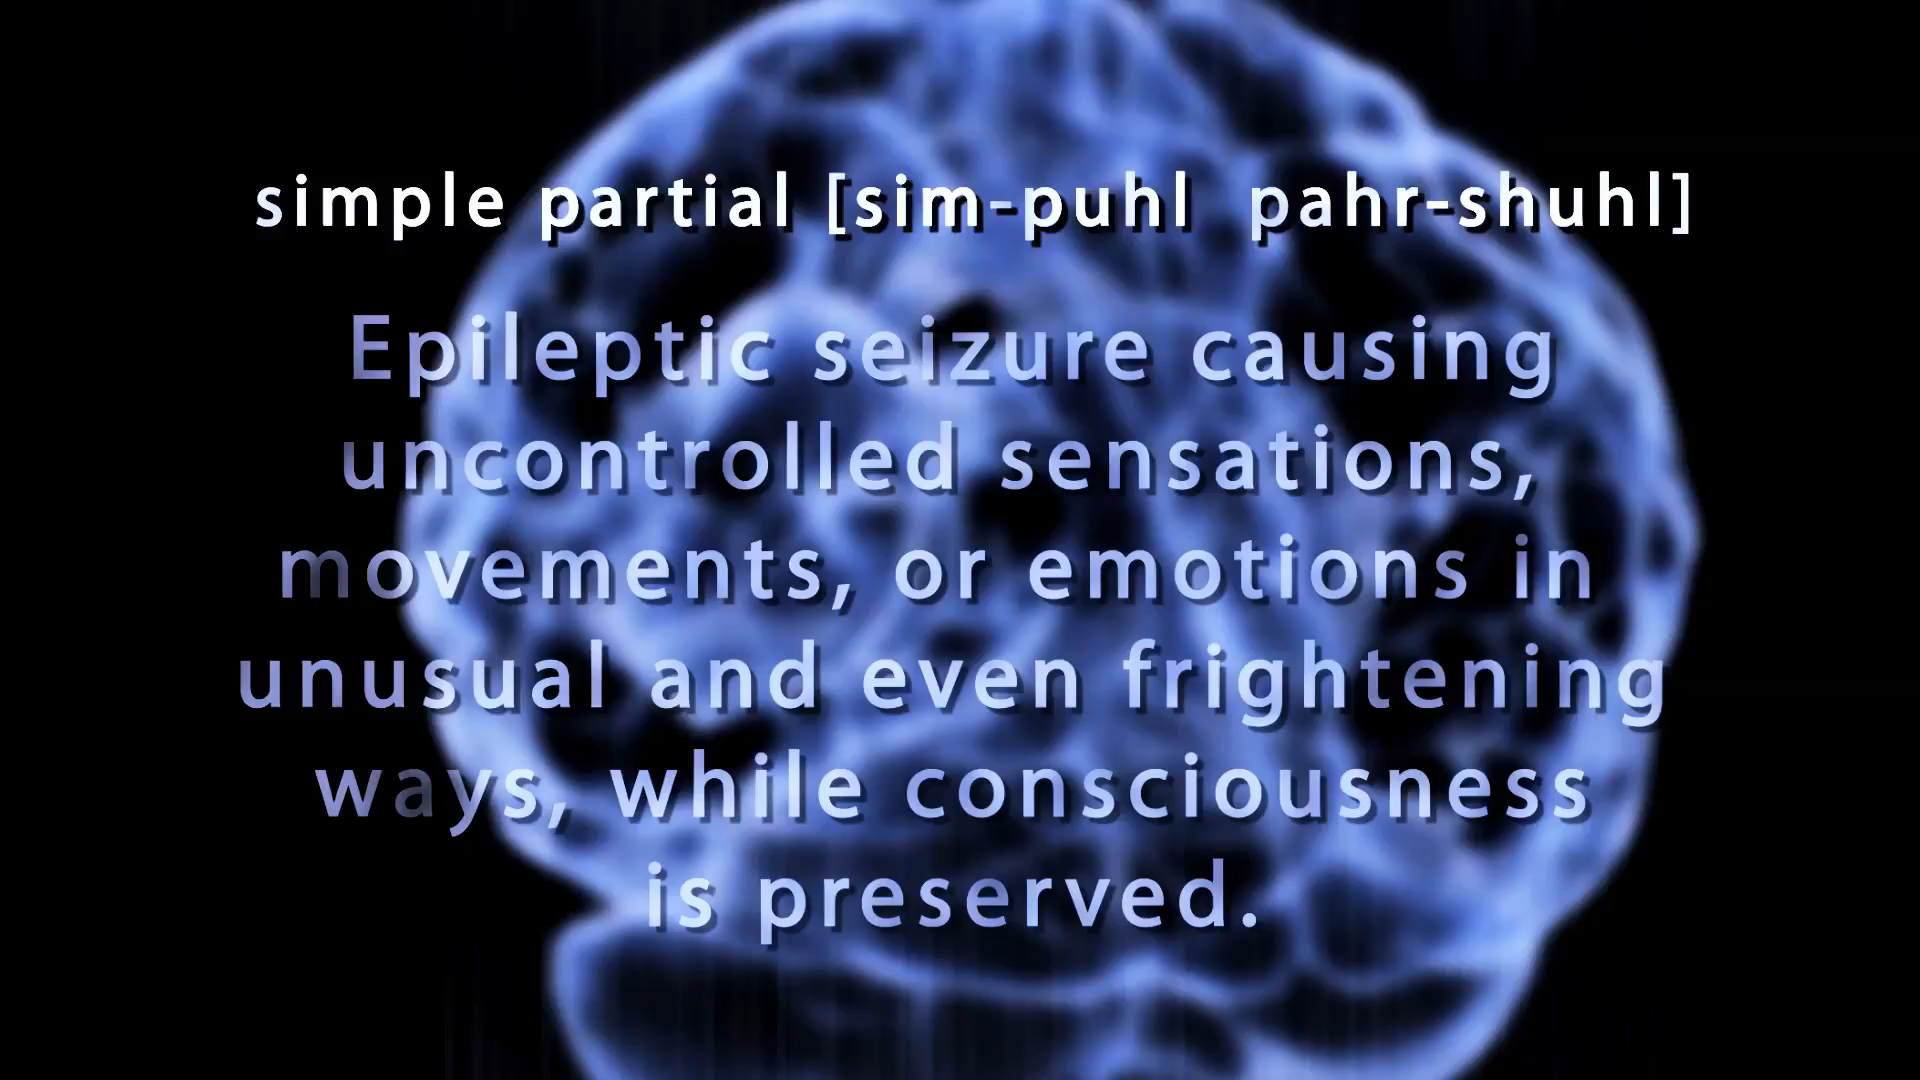 simple partial [sim-puhl pahr-shuhl]
Epileptic seizure causing
uncontrolled sensations,
movements, or emotions in
unusual and even frightening
ways, while consciousness
is preserved.